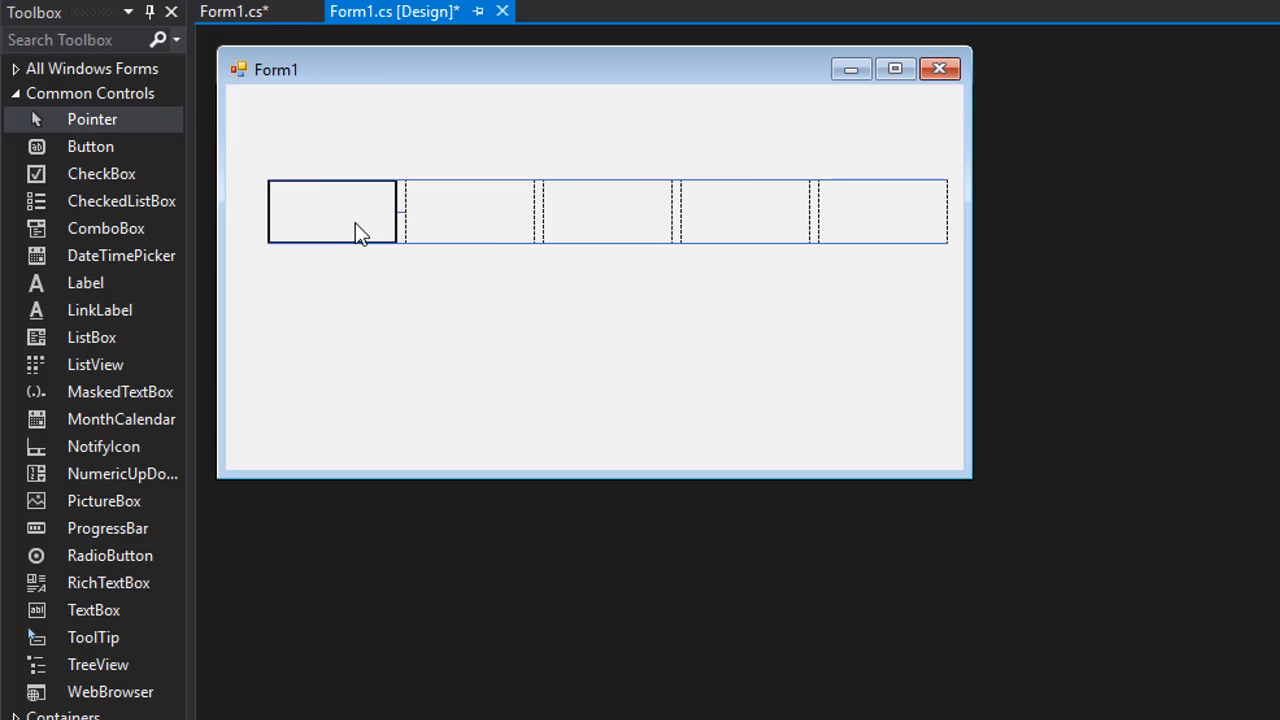 Toolbox
Form1.cs*
Form1.cs [Design]*
Search Toolbox
All Windows Forms
Form1
Common Controls
Pointer
Button
CheckBox
CheckedListBox
ComboBox
DateTimePicker
A Label
A LinkLabel
ListBox
ListView
(.). MaskedTextBox
MonthCalendar
NotifyIcon
NumericUpDo...
PictureBox
ProgressBar
RadioButton
RichTextBox
TextBox
ToolTip
TreeView
WebBrowser
Containers